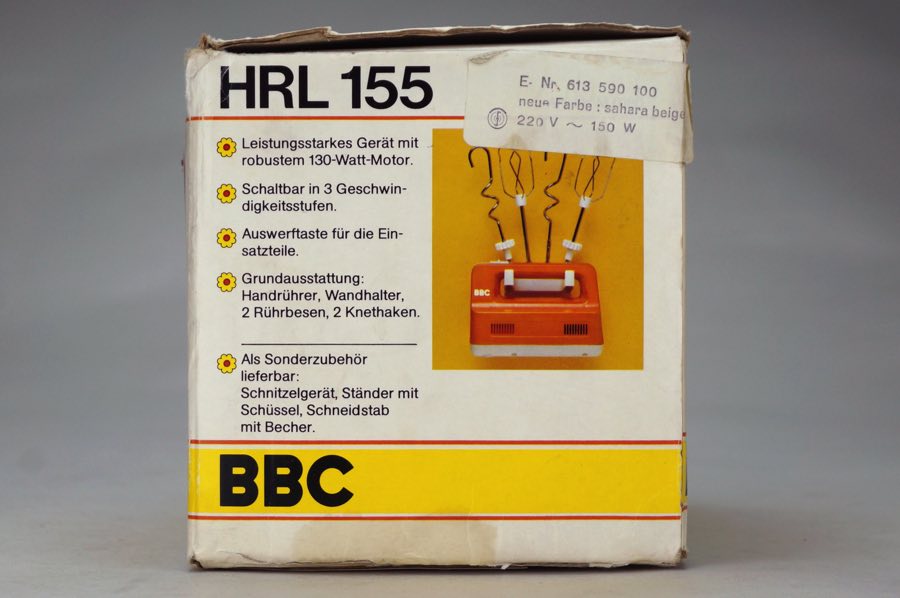 HRL 155
E- Nr. 613 590 100
neue Farbe : sahara beige
220 V ~ 150 W
Leistungsstarkes Gerät mit
robustem 130-Watt-Motor.
Schaltbar in 3 Geschwin-
digkeitsstufen.
Auswerftaste für die Ein-
satzteile.
Grundausstattung:
Handrührer, Wandhalter,
2 Rührbesen, 2 Knethaken.
Als Sonderzubehör
lieferbar:
Schnitzelgerät, Ständer mit
Schüssel, Schneidstab
mit Becher.
BBC
BBC